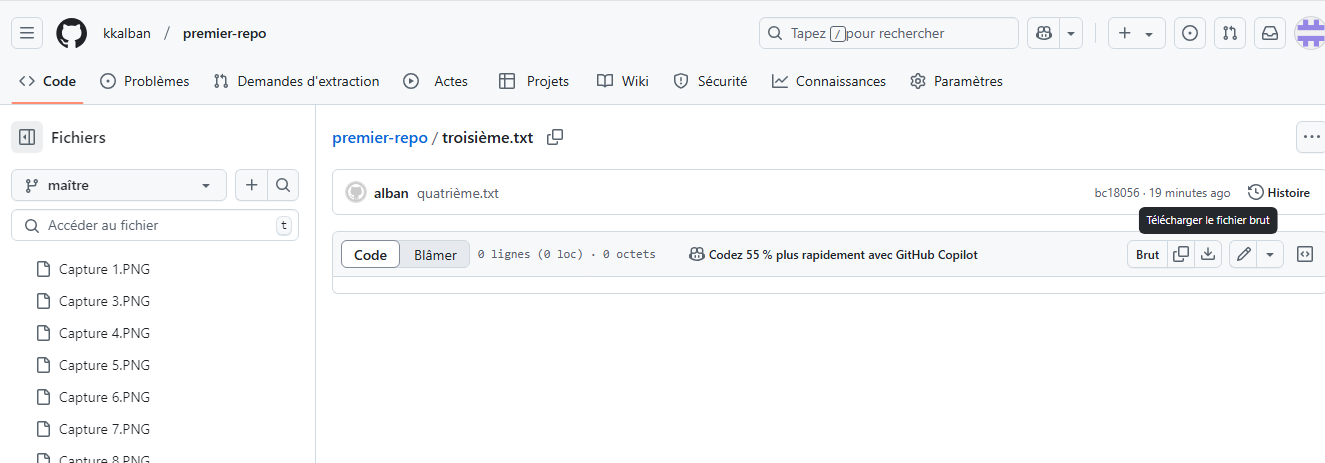 kkalban / premier-repo
Tapez / pour rechercher
Code
Problèmes
Demandes d'extraction
Actes
Projets
Wiki
Sécurité
Connaissances
Paramètres
Fichiers
maître
Accéder au fichier
t
Capture 1.PNG
Capture 3.PNG
Capture 4.PNG
Capture 5.PNG
Capture 6.PNG
Capture 7.PNG
Capture 8.PNG
premier-repo / troisième.txt
alban quatrième.txt
bc18056 · 19 minutes ago
Histoire
Télécharger le fichier brut
Code
Blâmer
0 lignes (0 loc) · 0 octets
Codez 55 % plus rapidement avec GitHub Copilot
Brut